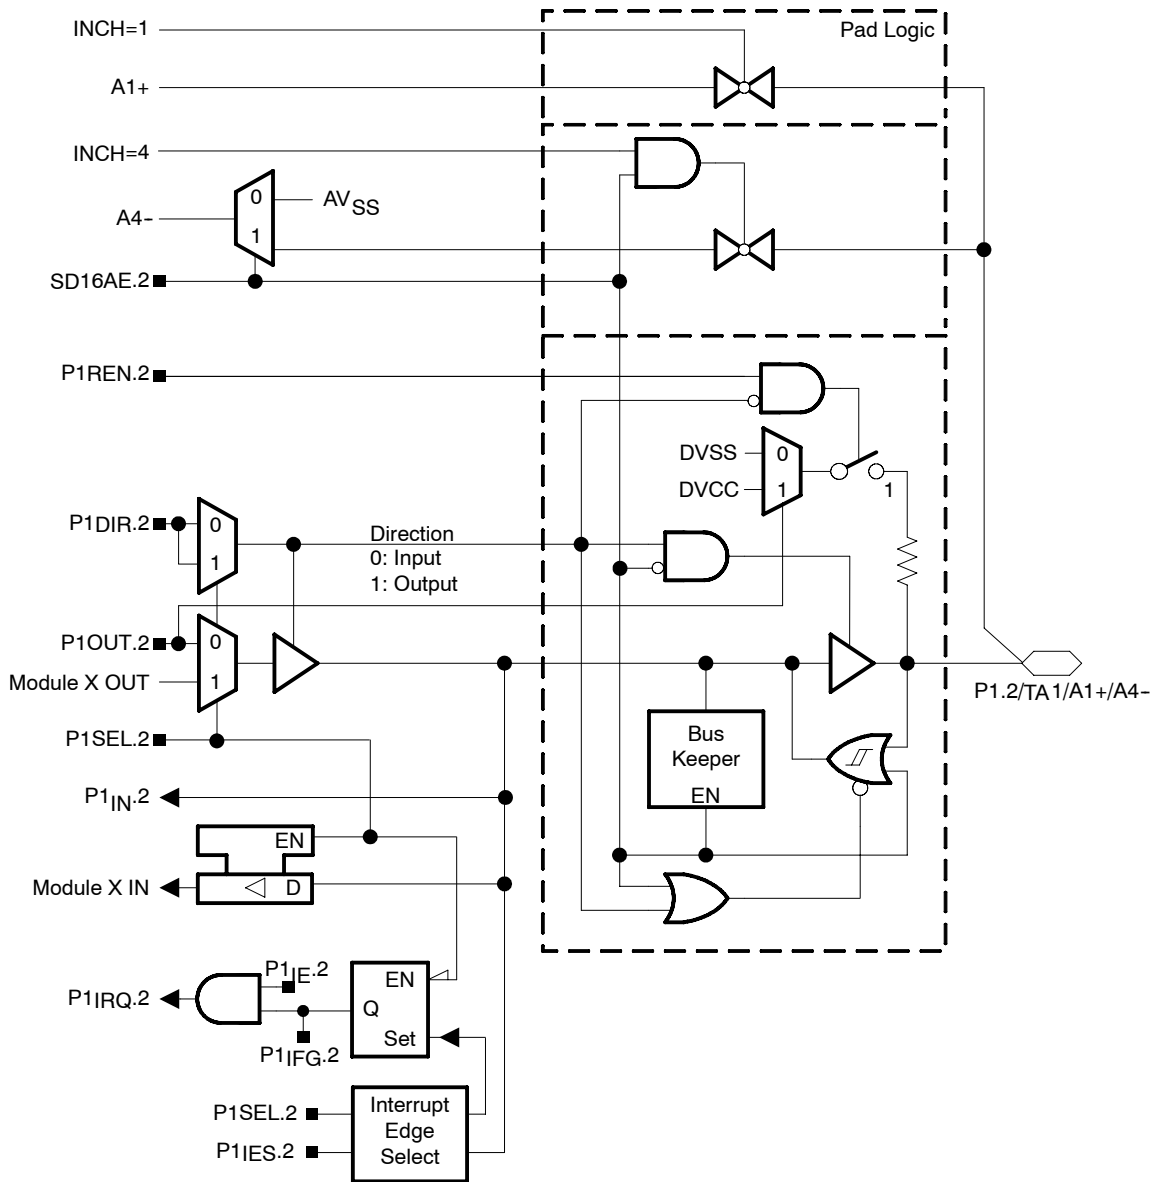 INCH=1
Pad Logic
A1+
INCH=4
0
AVSS
A4-
1
SD16AE.2
P1REN.2
DVSS
0
DVCC
1
1
P1DIR.2
0
1
Direction
0: Input
1: Output
P1OUT.2
0
Module X OUT
1
P1.2/TA1/A1+/A4-
P1SEL.2
Bus
Keeper
EN
P1IN.2
EN
Module X IN
D
P1IE.2
P1IRQ.2
EN
Q
Set
P1IFG.2
P1SEL.2
P1IES.2
Interrupt
Edge
Select